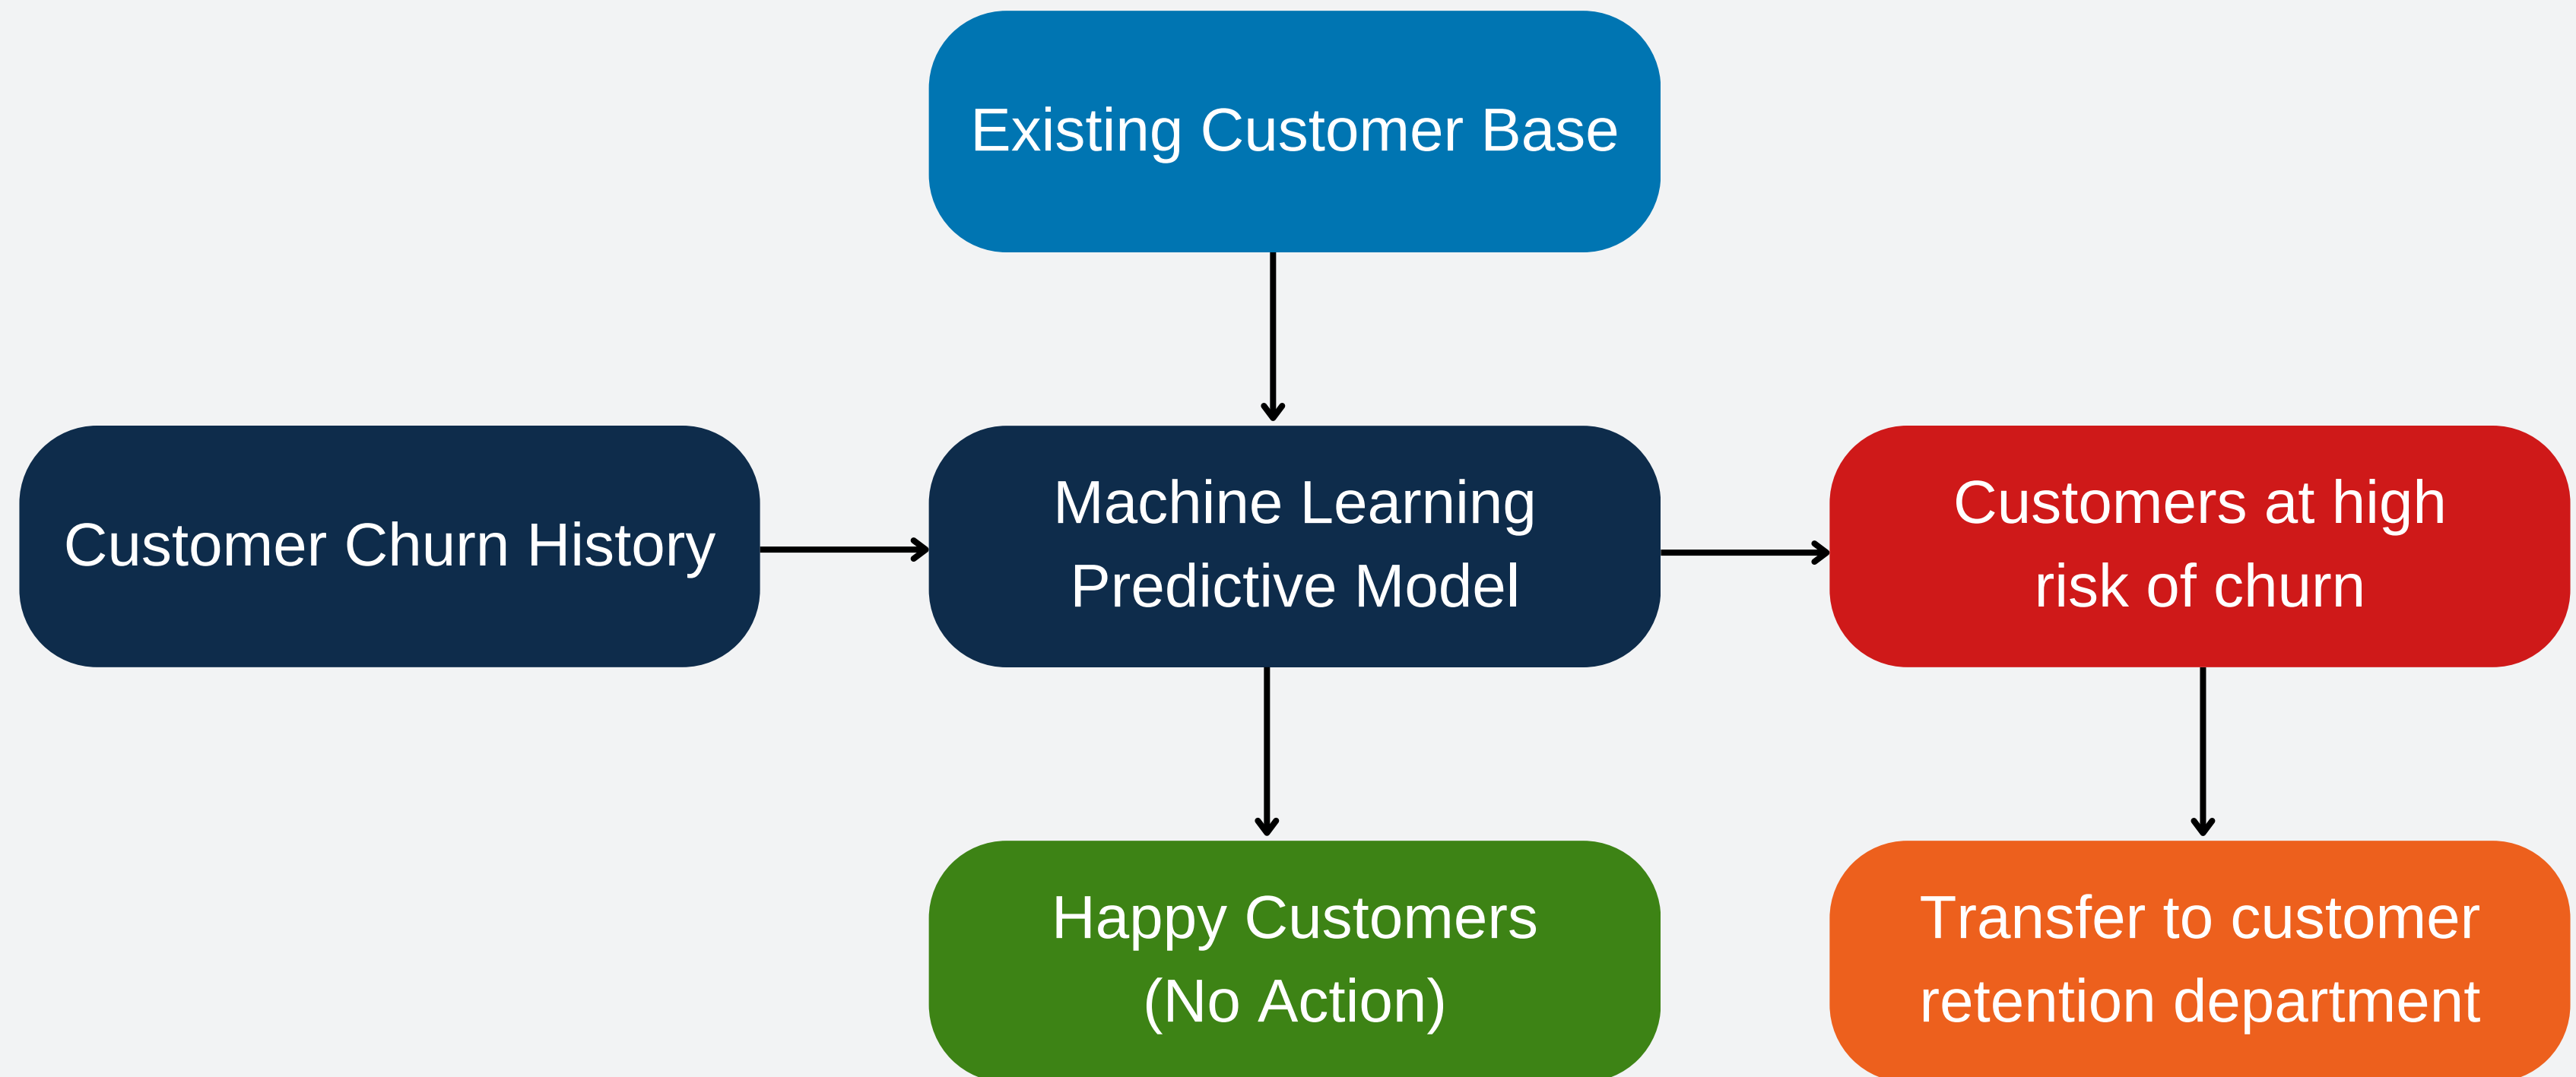 Existing Customer Base
Customer Churn History
Machine Learning
Predictive Model
Customers at high
risk of churn
Happy Customers
(No Action)
Transfer to customer
retention department